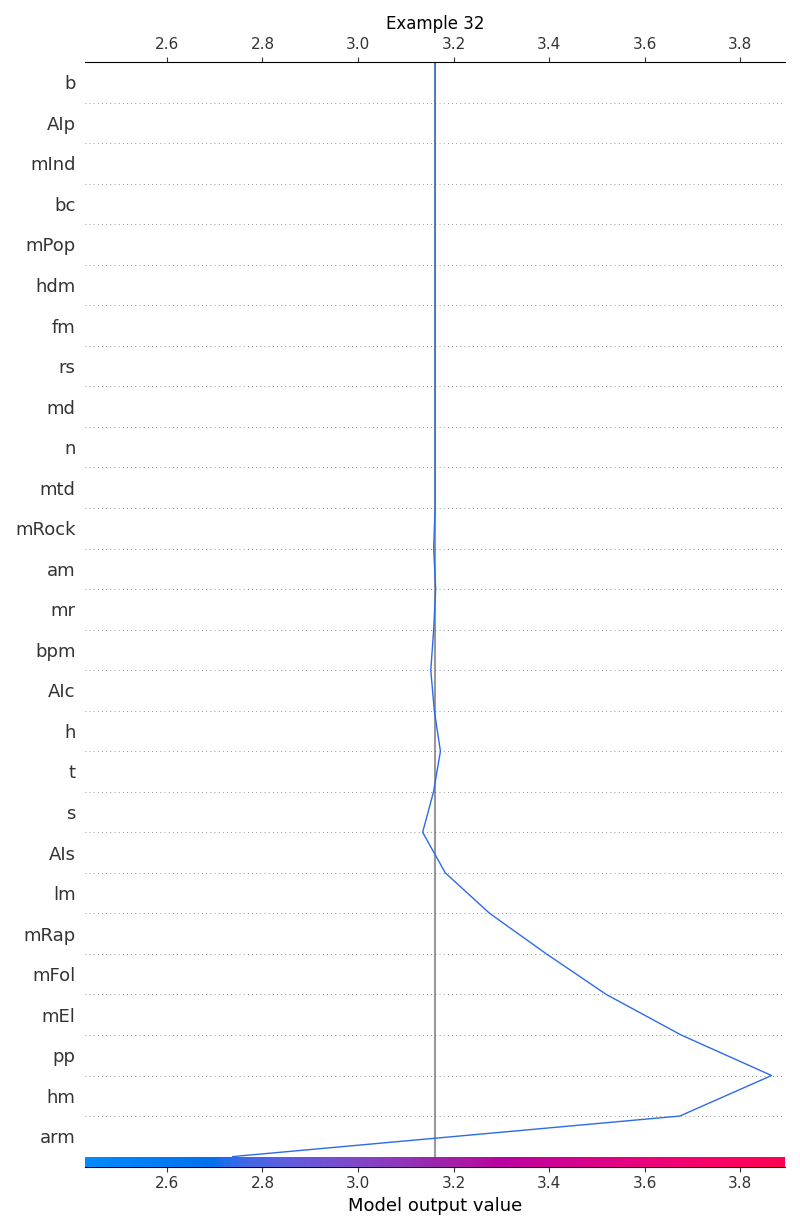 Example 32
2.6 2.8 3.0 3.2 3.4 3.6 3.8
b
AIp
mInd
bc
mPop
hdm
fm
rs
md
n
mtd
mRock
am
mr
bpm
AIc
h
t
s
AIs
lm
mRap
mFol
mEl
pp
hm
arm
2.6 2.8 3.0 3.2 3.4 3.6 3.8
Model output value